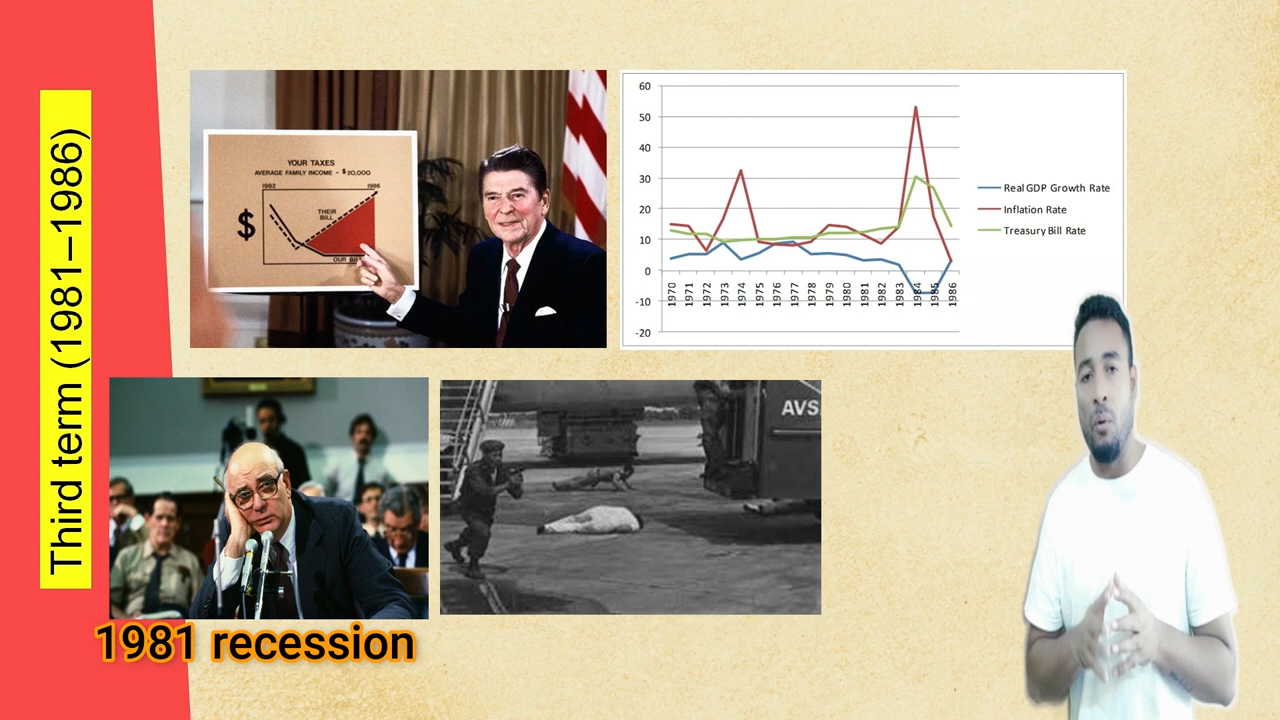 Third term (1981–1986)
YOUR TAXES
AVERAGE FAMILY INCOME - $20,000
1982
1986
$
THEIR
BILL
OUR BILL
60
50
40
30
20
10
0
-10
-20
1970
1971
1972
1973
1974
1975
1976
1977
1978
1979
1980
1981
1982
1983
1984
1985
1986
Real GDP Growth Rate
Inflation Rate
Treasury Bill Rate
AVS
1981 recession